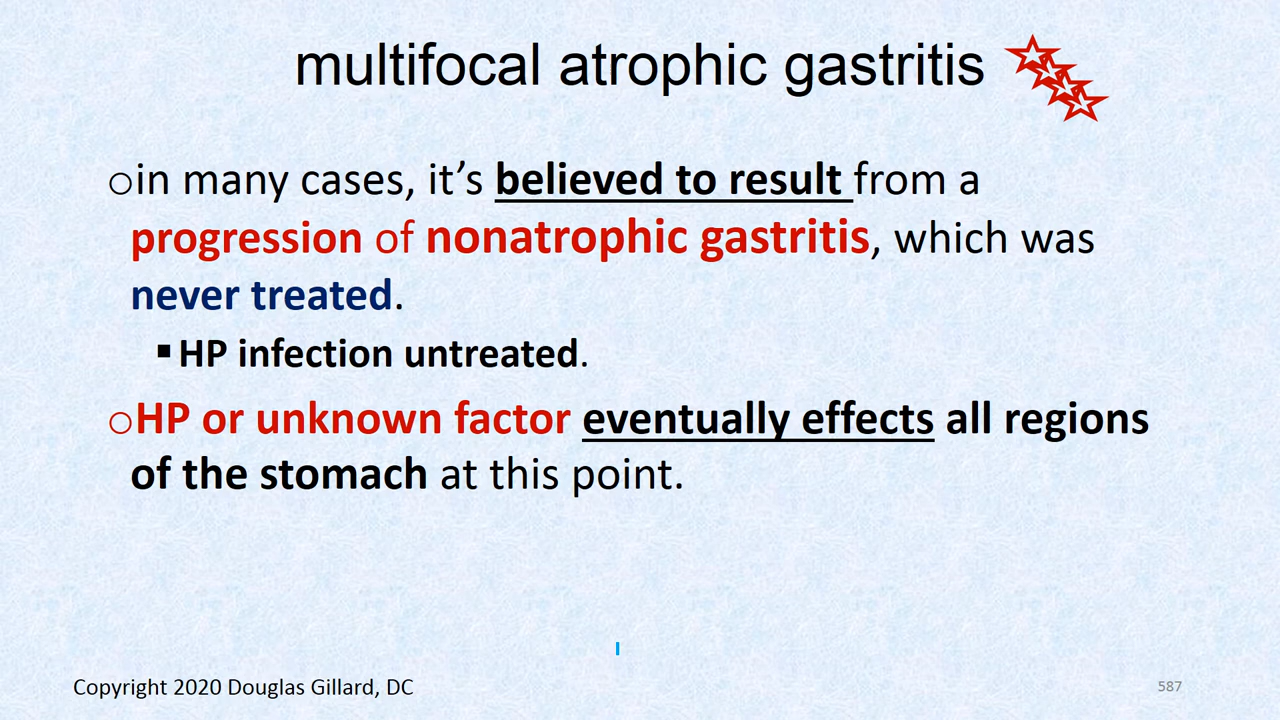 multifocal atrophic gastritis
○in many cases, it’s believed to result from a
progression of nonatrophic gastritis, which was
never treated.
▪HP infection untreated.
○HP or unknown factor eventually effects all regions
of the stomach at this point.
Copyright 2020 Douglas Gillard, DC
587